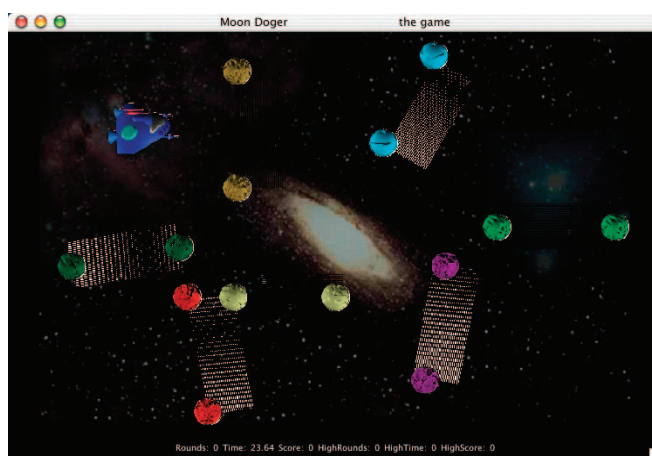 Moon Doger the game
Rounds: 0 Time: 23.64 Score: 0 HighRounds: 0 HighTime: 0 HighScore: 0